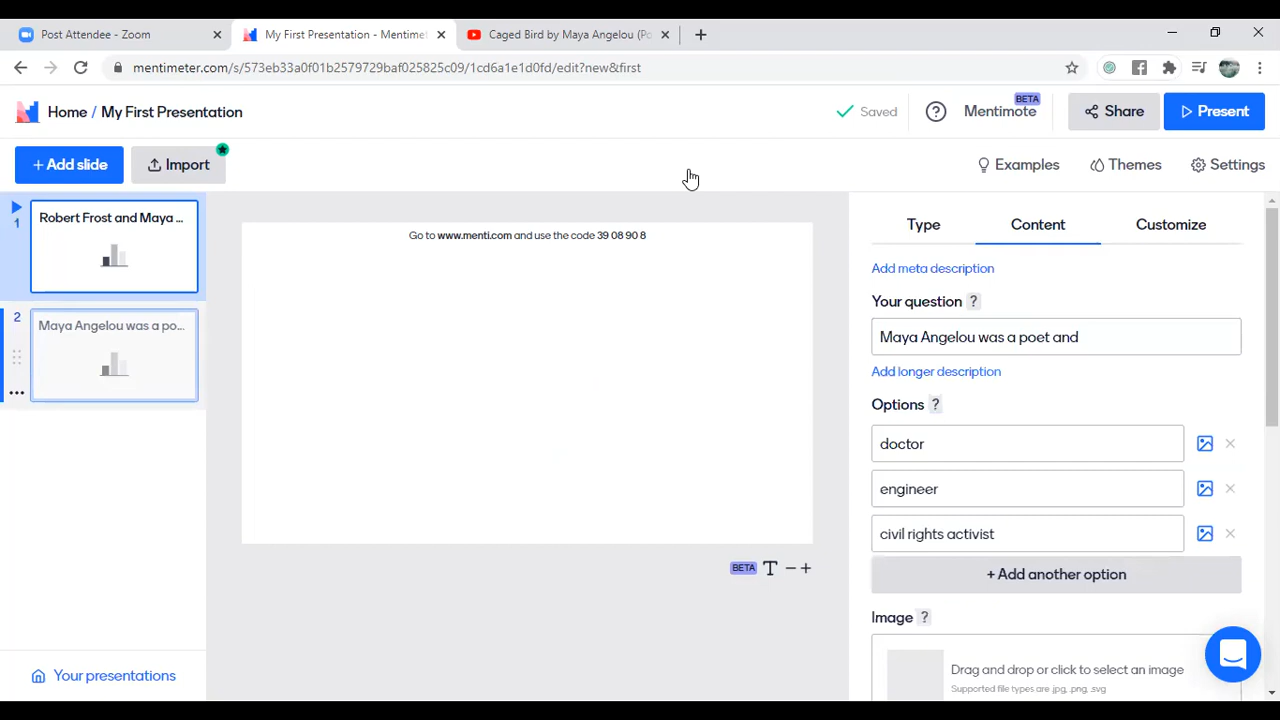 Post Attendee - Zoom
My First Presentation - Mentimet
Caged Bird by Maya Angelou (Po
mentimeter.com/s/573eb33a0f01b2579729baf025825c09/1cd6a1e1d0fd/edit?new&first
Home / My First Presentation
Saved
Mentimote
BETA
Share
Present
+ Add slide
Import
Examples
Themes
Settings
1
Robert Frost and Maya ...
2
Maya Angelou was a po...
Your presentations
Go to www.menti.com and use the code 39 08 90 8
BETA
T
Type
Content
Customize
Add meta description
Your question ?
Maya Angelou was a poet and
Add longer description
Options ?
doctor
engineer
civil rights activist
+ Add another option
Image ?
Drag and drop or click to select an image
Supported file types are .jpg, .png, .svg